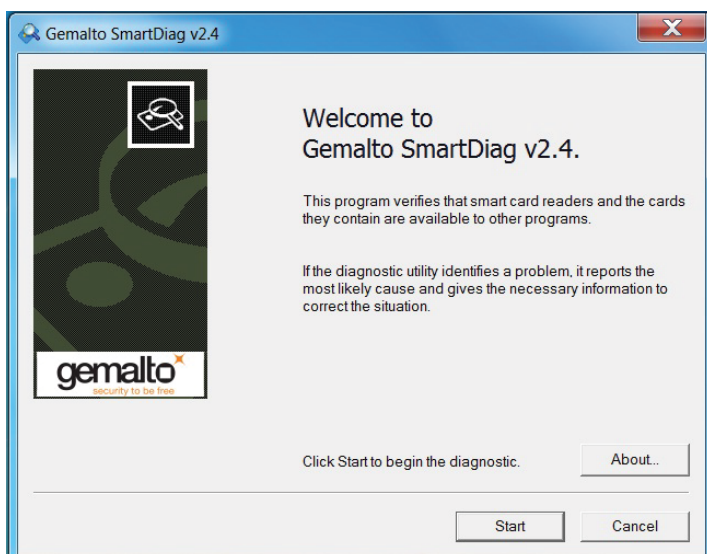 Gemalto SmartDiag v2.4
Welcome to
Gemalto SmartDiag v2.4.
This program verifies that smart card readers and the cards
they contain are available to other programs.
If the diagnostic utility identifies a problem, it reports the
most likely cause and gives the necessary information to
correct the situation.
gemalto
security to be free
Click Start to begin the diagnostic.
About...
Start
Cancel